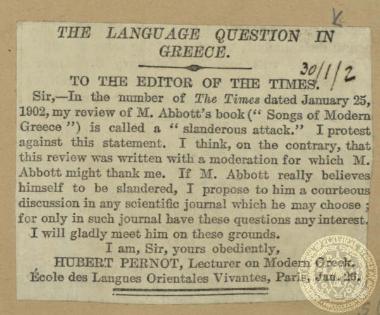 THE LANGUAGE QUESTION IN
GREECE.
30/1/2
TO THE EDITOR OF THE TIMES.
Sir,—In the number of The Times dated January 25,
1902, my review of M. Abbott's book (" Songs of Modern
Greece ") is called a " slanderous attack." I protest
against this statement. I think, on the contrary, that
this review was written with a moderation for which M.
Abbott might thank me. If M. Abbott really believes
himself to be slandered, I propose to him a courteous
discussion in any scientific journal which he may choose ;
for only in such journal have these questions any interest.
I will gladly meet him on these grounds.
I am, Sir, yours obediently,
HUBERT PERNOT, Lecturer on Modern Greek.
École des Langues Orientales Vivantes, Paris, Jan. 26.